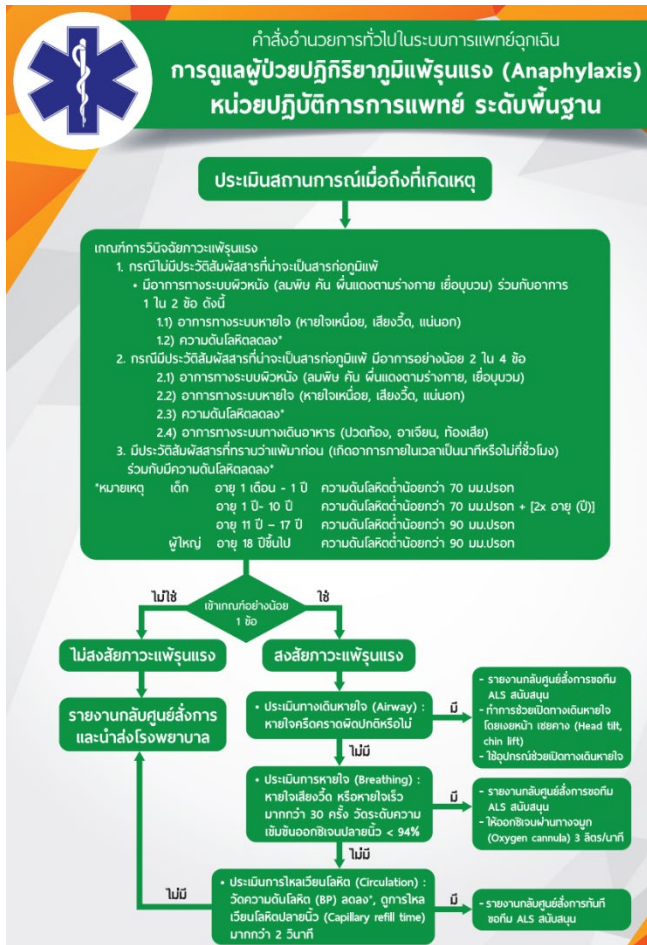 คำสั่งอำนวยการทั่วไปในระบบการแพทย์ฉุกเฉิน
การดูแลผู้ป่วยปฏิกิริยาภูมิแพ้รุนแรง (Anaphylaxis)
หน่วยปฏิบัติการการแพทย์ ระดับพื้นฐาน
ประเมินสถานการณ์เมื่อถึงที่เกิดเหตุ
เกณฑ์การวินิจฉัยภาวะแพ้รุนแรง
1. กรณีไม่มีประวัติสัมผัสสารที่น่าจะเป็นสารก่อภูมิแพ้
• มีอาการทางระบบผิวหนัง (ลมพิษ คัน ผื่นแดงตามร่างกาย เยื่อบุบวม) ร่วมกับอาการ
1 ใน 2 ข้อ ดังนี้
1.1) อาการทางระบบหายใจ (หายใจเหนื่อย, เสียงวี้ด, แน่นอก)
1.2) ความดันโลหิตลดลง*
2. กรณีมีประวัติสัมผัสสารที่น่าจะเป็นสารก่อภูมิแพ้ มีอาการอย่างน้อย 2 ใน 4 ข้อ
2.1) อาการทางระบบผิวหนัง (ลมพิษ คัน ผื่นแดงตามร่างกาย, เยื่อบุบวม)
2.2) อาการทางระบบหายใจ (หายใจเหนื่อย, เสียงวี้ด, แน่นอก)
2.3) ความดันโลหิตลดลง*
2.4) อาการทางระบบทางเดินอาหาร (ปวดท้อง, อาเจียน, ท้องเสีย)
3. มีประวัติสัมผัสสารที่ทราบว่าแพ้มาก่อน (เกิดอาการภายในเวลาเป็นนาทีหรือไม่กี่ชั่วโมง)
ร่วมกับมีความดันโลหิตลดลง*
*หมายเหตุ เด็ก อายุ 1 เดือน - 1 ปี ความดันโลหิตต่ำน้อยกว่า 70 มม.ปรอท
อายุ 1 ปี- 10 ปี ความดันโลหิตต่ำน้อยกว่า 70 มม.ปรอท + [2x อายุ (ปี)]
อายุ 11 ปี – 17 ปี ความดันโลหิตต่ำน้อยกว่า 90 มม.ปรอท
ผู้ใหญ่ อายุ 18 ปีขึ้นไป ความดันโลหิตต่ำน้อยกว่า 90 มม.ปรอท
ไม่ใช่
ใช่
เข้าเกณฑ์อย่างน้อย
1 ข้อ
ไม่สงสัยภาวะแพ้รุนแรง
สงสัยภาวะแพ้รุนแรง
รายงานกลับศูนย์สั่งการ
และนำส่งโรงพยาบาล
• ประเมินทางเดินหายใจ (Airway) :
หายใจครืดคราดผิดปกติหรือไม่
มี
- รายงานกลับศูนย์สั่งการขอทีม
ALS สนับสนุน
- ทำการช่วยเปิดทางเดินหายใจ
โดยเงยหน้า เชยคาง (Head tilt,
chin lift)
- ใช้อุปกรณ์ช่วยเปิดทางเดินหายใจ
ไม่มี
• ประเมินการหายใจ (Breathing) :
หายใจเสียงวี้ด หรือหายใจเร็ว
มากกว่า 30 ครั้ง วัดระดับความ
เข้มข้นออกซิเจนปลายนิ้ว < 94%
มี
- รายงานกลับศูนย์สั่งการขอทีม
ALS สนับสนุน
- ให้ออกซิเจนผ่านทางจมูก
(Oxygen cannula) 3 ลิตร/นาที
ไม่มี
ไม่มี
• ประเมินการไหลเวียนโลหิต (Circulation) :
วัดความดันโลหิต (BP) ลดลง*, ดูการไหล
เวียนโลหิตปลายนิ้ว (Capillary refill time)
มากกว่า 2 วินาที
มี
- รายงานกลับศูนย์สั่งการทันที
ขอทีม ALS สนับสนุน